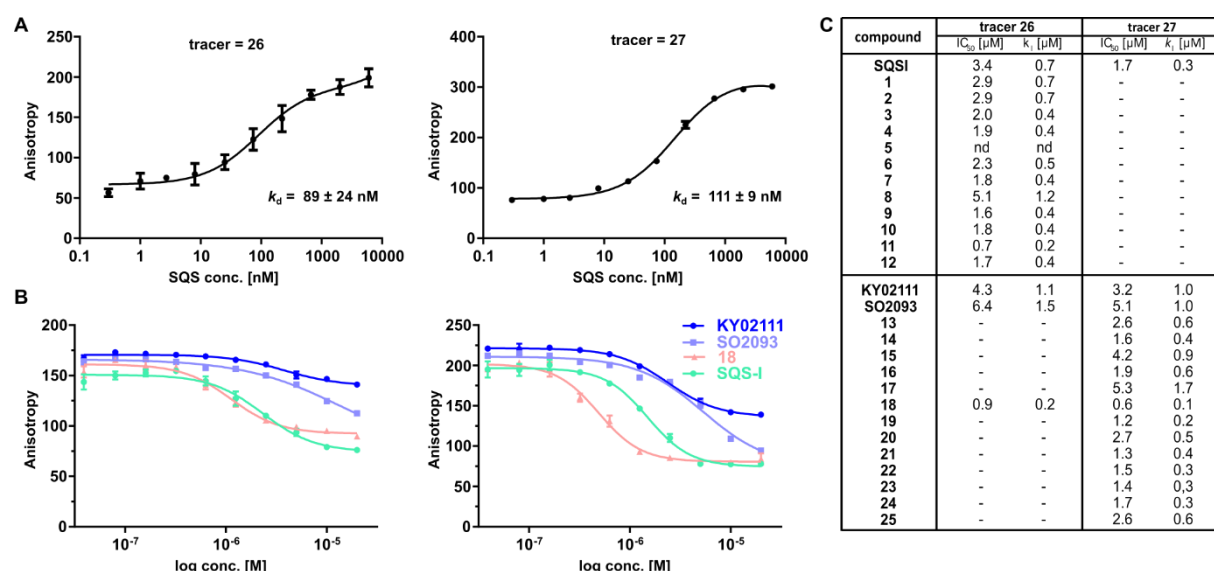 A
tracer = 26
Anisotropy
250
200
150
100
50
0
k_d = 89 ± 24 nM
0.1 1 10 100 1000 10000
SQS conc. [nM]
tracer = 27
Anisotropy
400
300
200
100
0
k_d = 111 ± 9 nM
0.1 1 10 100 1000 10000
SQS conc. [nM]
B
Anisotropy
200
150
100
50
0
10⁻⁷ 10⁻⁶ 10⁻⁵
log conc. [M]
Anisotropy
250
200
150
100
50
0
KY02111
SO2093
18
SQS-I
10⁻⁷ 10⁻⁶ 10⁻⁵
log conc. [M]
C
compound tracer 26 tracer 27
IC₅₀ [µM] k_I [µM] IC₅₀ [µM] k_I [µM]
SQSI 3.4 0.7 1.7 0.3
1 2.9 0.7 - -
2 2.9 0.7 - -
3 2.0 0.4 - -
4 1.9 0.4 - -
5 nd nd - -
6 2.3 0.5 - -
7 1.8 0.4 - -
8 5.1 1.2 - -
9 1.6 0.4 - -
10 1.8 0.4 - -
11 0.7 0.2 - -
12 1.7 0.4 - -
KY02111 4.3 1.1 3.2 1.0
SO2093 6.4 1.5 5.1 1.0
13 - - 2.6 0.6
14 - - 1.6 0.4
15 - - 4.2 0.9
16 - - 1.9 0.6
17 - - 5.3 1.7
18 0.9 0.2 0.6 0.1
19 - - 1.2 0.2
20 - - 2.7 0.5
21 - - 1.3 0.4
22 - - 1.5 0.3
23 - - 1.4 0,3
24 - - 1.7 0.3
25 - - 2.6 0.6